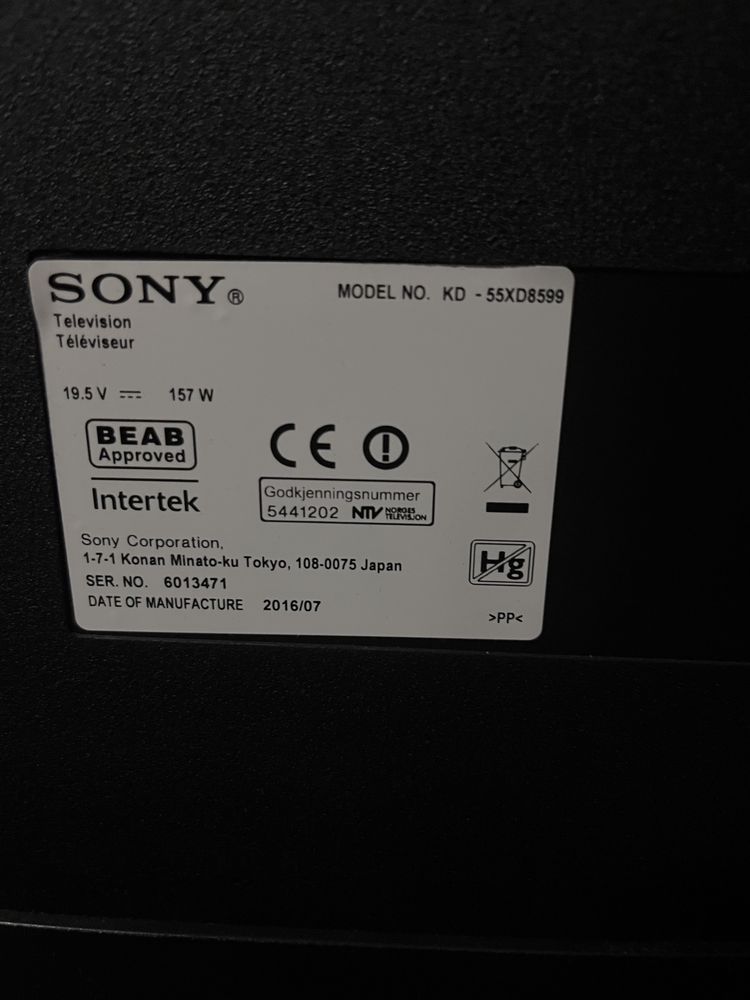 SONY®
MODEL NO. KD - 55XD8599
Television
Téléviseur
19.5 V ⎓ 157 W
BEAB
Approved
Intertek
CE
Godkjenningsnummer
5441202 NTV NORGES
TELEVISJON
Hg
Sony Corporation,
1-7-1 Konan Minato-ku Tokyo, 108-0075 Japan
SER. NO. 6013471
DATE OF MANUFACTURE 2016/07
>PP<